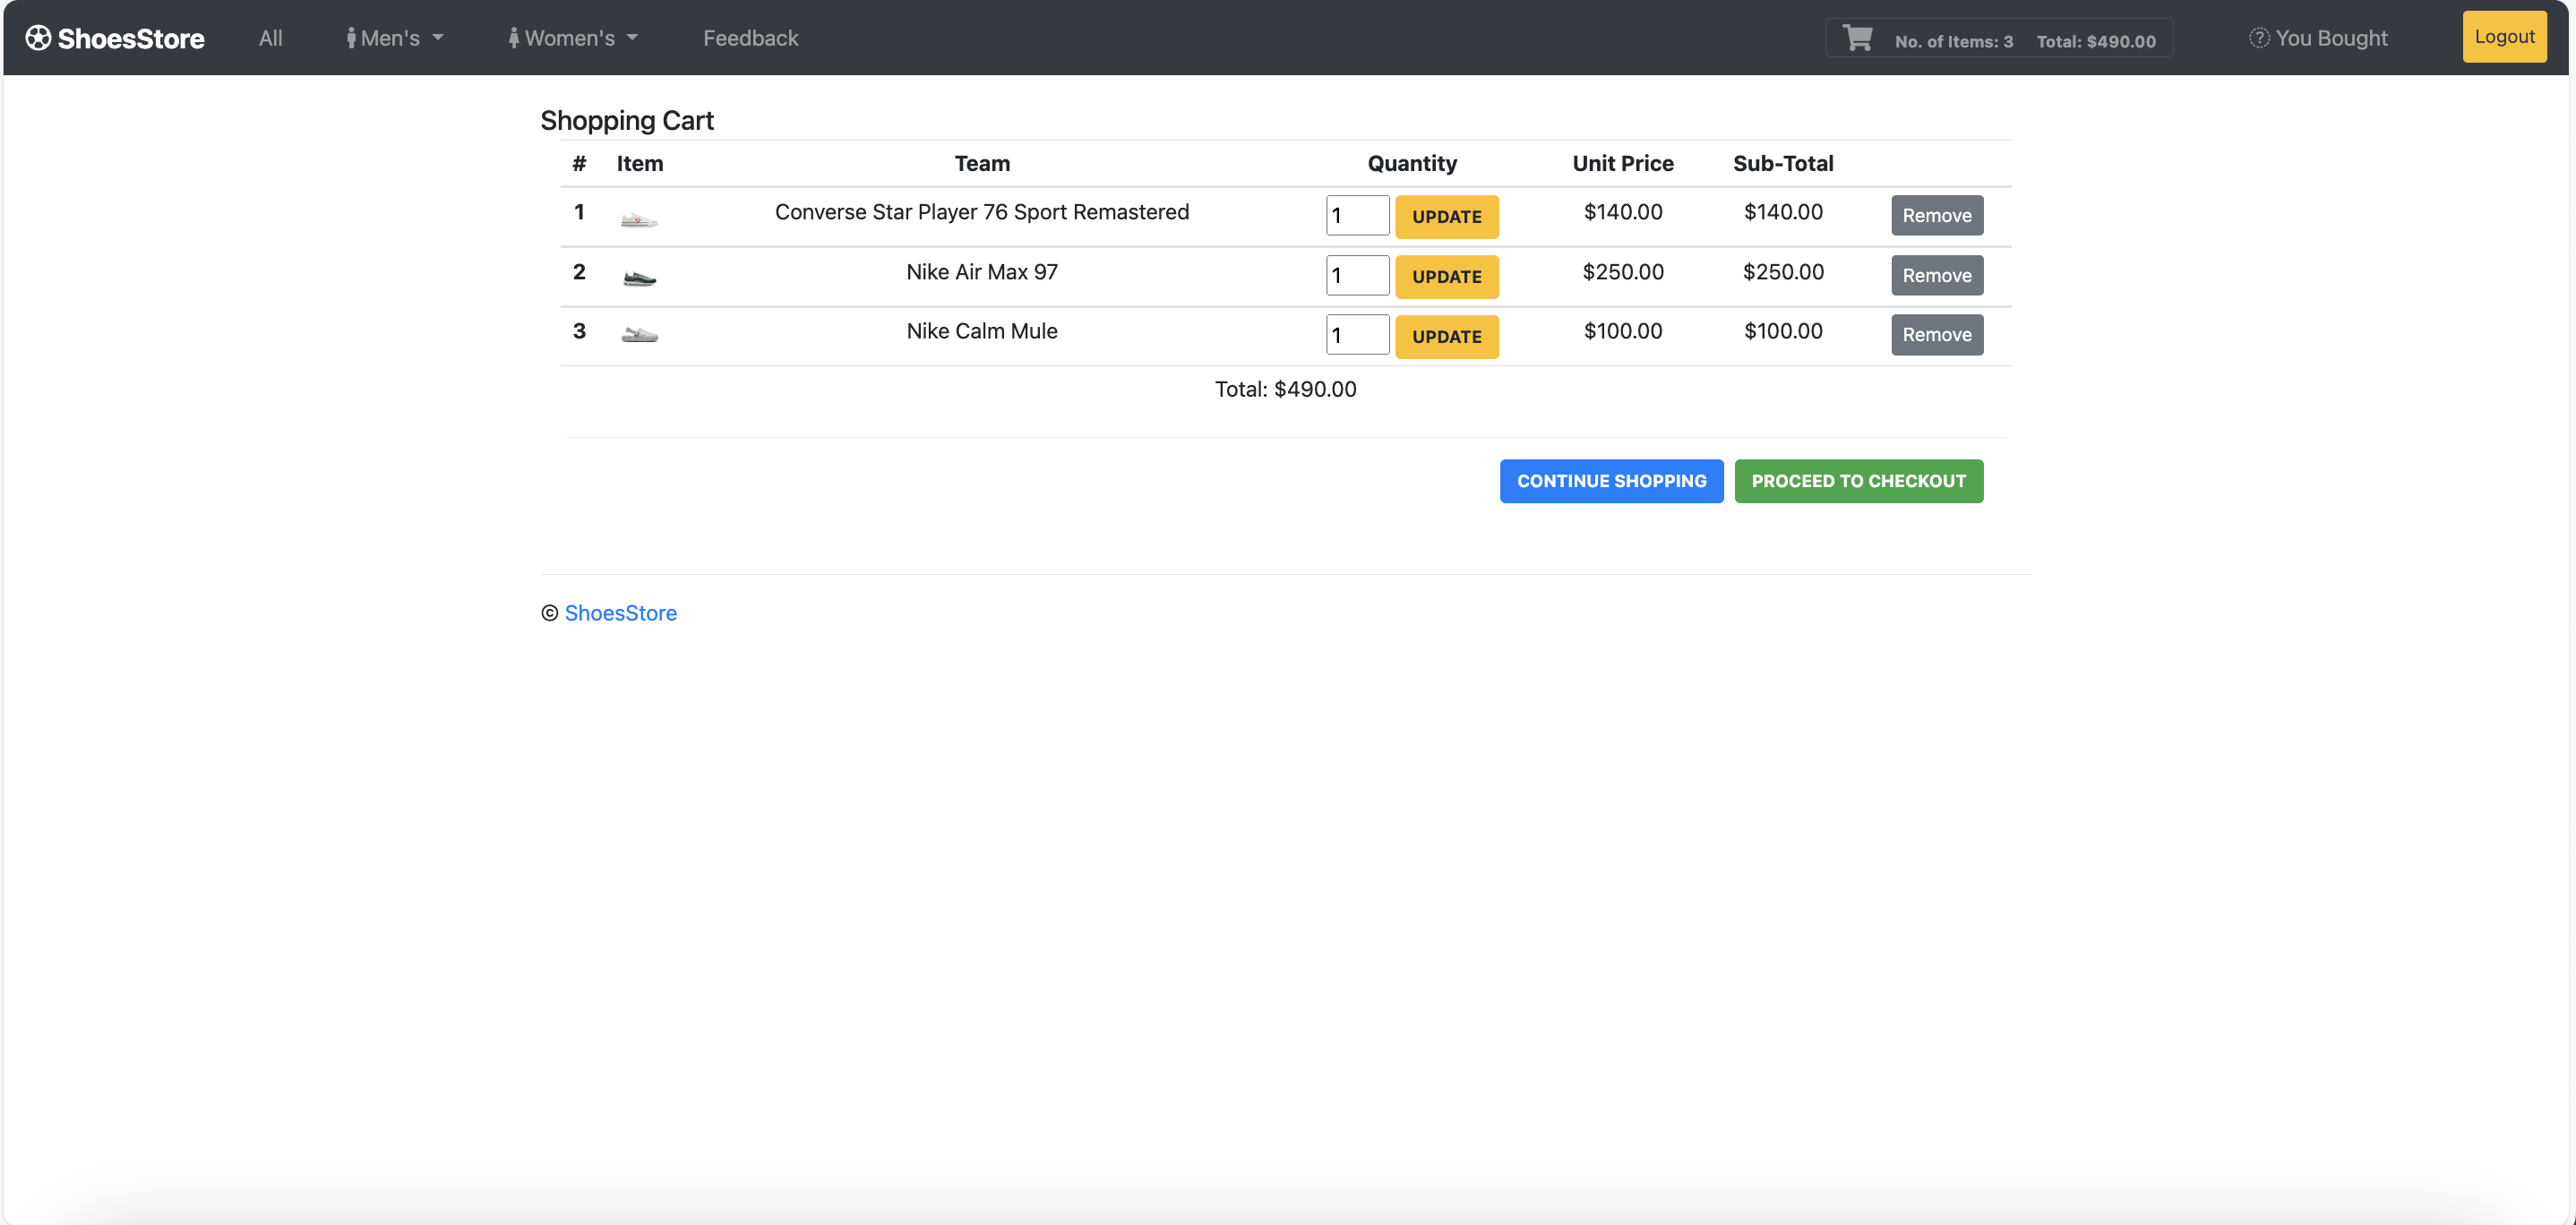 ShoesStore All Men's Women's Feedback No. of Items: 3 Total: $490.00 You Bought Logout
Shopping Cart
# Item Team Quantity Unit Price Sub-Total
1 Converse Star Player 76 Sport Remastered 1 UPDATE $140.00 $140.00 Remove
2 Nike Air Max 97 1 UPDATE $250.00 $250.00 Remove
3 Nike Calm Mule 1 UPDATE $100.00 $100.00 Remove
Total: $490.00
CONTINUE SHOPPING PROCEED TO CHECKOUT
© ShoesStore